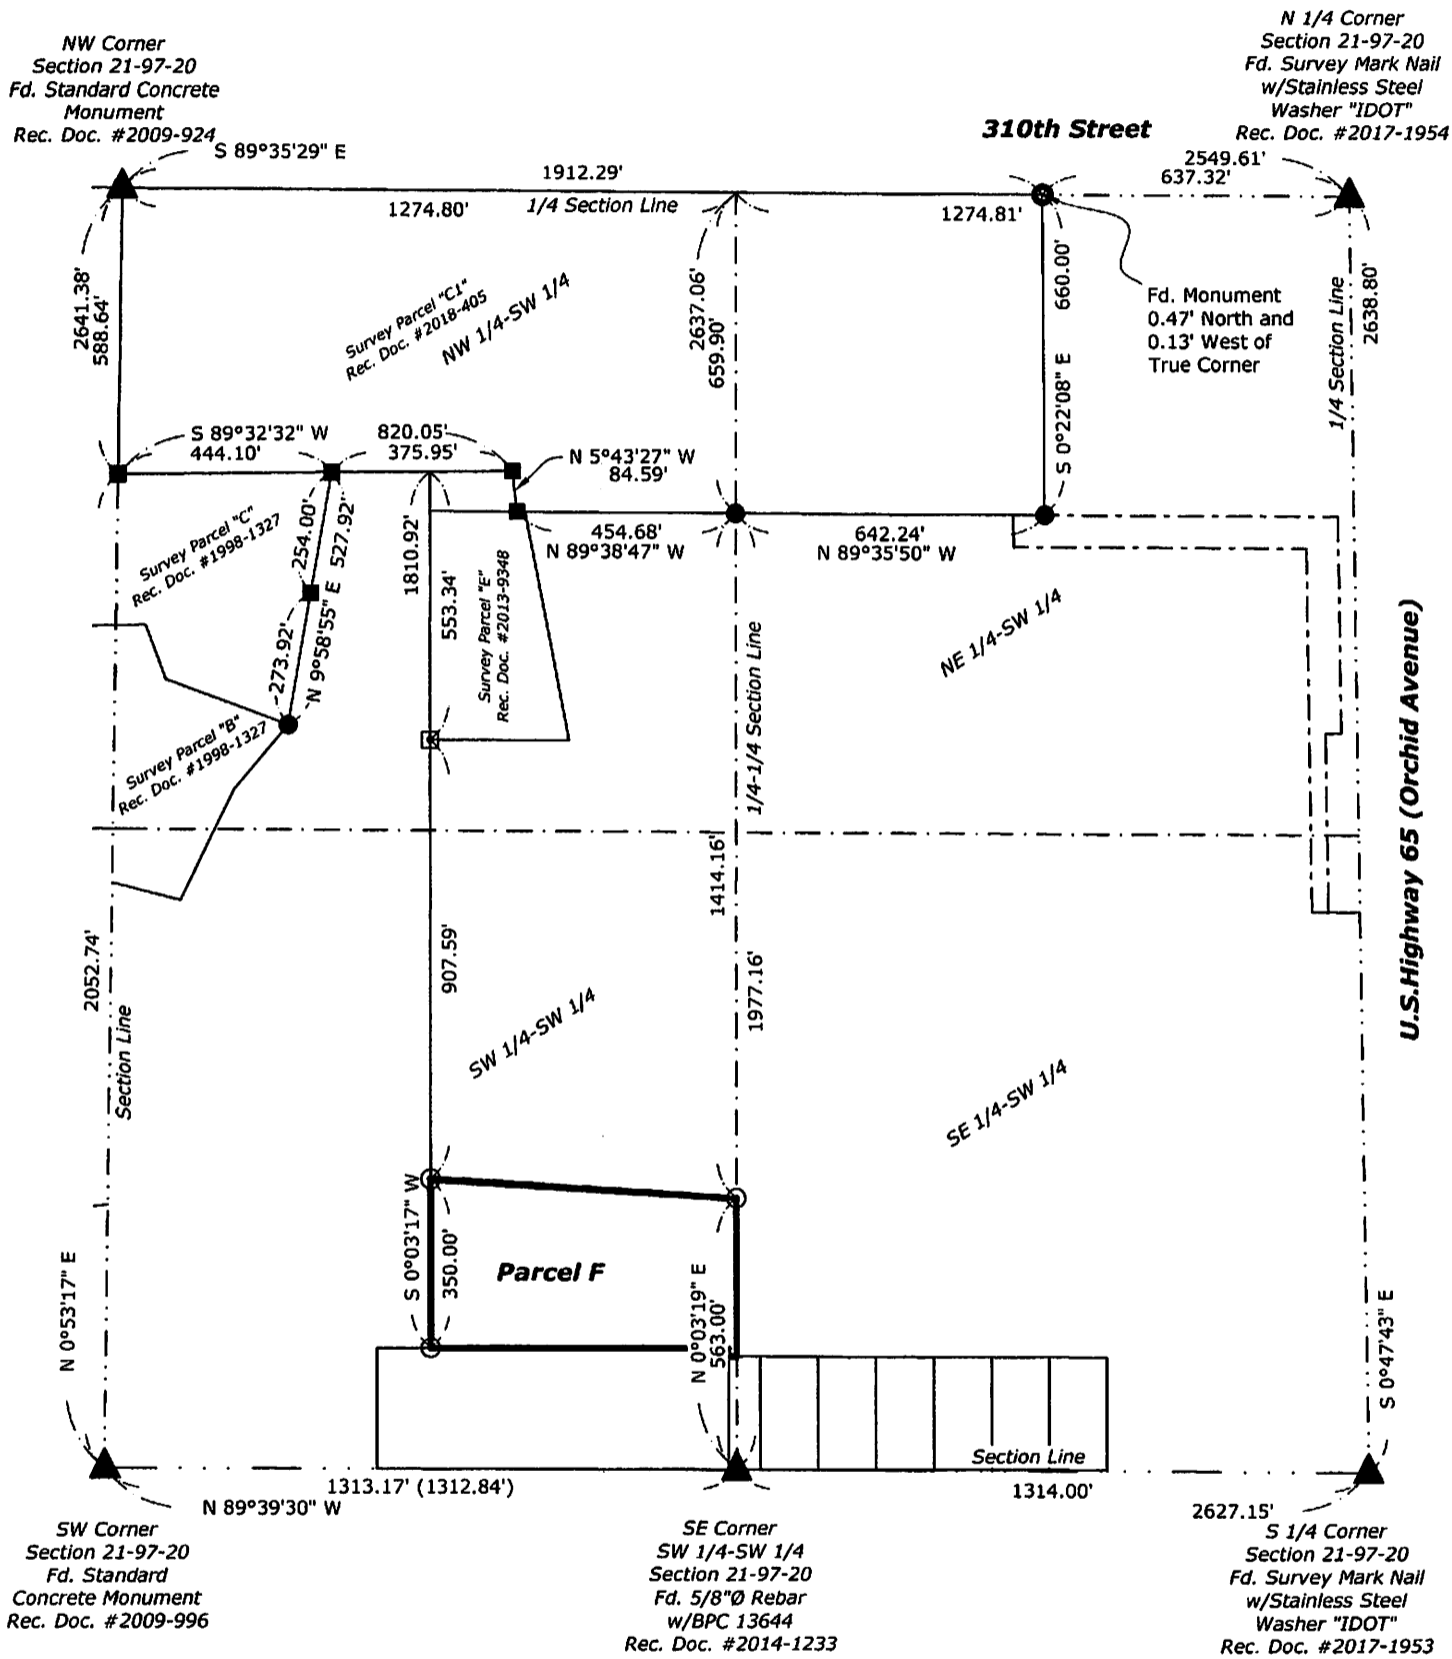 NW Corner
Section 21-97-20
Fd. Standard Concrete
Monument
Rec. Doc. #2009-924
N 1/4 Corner
Section 21-97-20
Fd. Survey Mark Nail
w/Stainless Steel
Washer "IDOT"
Rec. Doc. #2017-1954
310th Street
S 89°35'29" E
1912.29'
2549.61'
637.32'
1274.80'
1/4 Section Line
1274.81'
2641.38'
588.64'
Survey Parcel "C1"
Rec. Doc. #2018-405
NW 1/4-SW 1/4
2637.06'
659.90'
660.00'
S 0°22'08" E
Fd. Monument
0.47' North and
0.13' West of
True Corner
1/4 Section Line
2638.80'
S 89°32'32" W
444.10'
820.05'
375.95'
N 5°43'27" W
84.59'
454.68'
N 89°38'47" W
642.24'
N 89°35'50" W
Survey Parcel "C"
Rec. Doc. #1998-1327
254.00'
527.92'
273.92'
N 9°58'55" E
1810.92'
553.34'
Survey Parcel "E"
Rec. Doc. #2013-9348
NE 1/4-SW 1/4
1/4-1/4 Section Line
Survey Parcel "B"
Rec. Doc. #1998-1327
U.S.Highway 65 (Orchid Avenue)
2052.74'
Section Line
907.59'
1414.16'
1977.16'
SW 1/4-SW 1/4
SE 1/4-SW 1/4
S 0°03'17" W
350.00'
Parcel F
N 0°03'19" E
563.00'
N 0°53'17" E
S 0°47'43" E
Section Line
1313.17' (1312.84')
N 89°39'30" W
1314.00'
2627.15'
SW Corner
Section 21-97-20
Fd. Standard
Concrete Monument
Rec. Doc. #2009-996
SE Corner
SW 1/4-SW 1/4
Section 21-97-20
Fd. 5/8"Ø Rebar
w/BPC 13644
Rec. Doc. #2014-1233
S 1/4 Corner
Section 21-97-20
Fd. Survey Mark Nail
w/Stainless Steel
Washer "IDOT"
Rec. Doc. #2017-1953